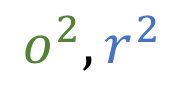 o², r²